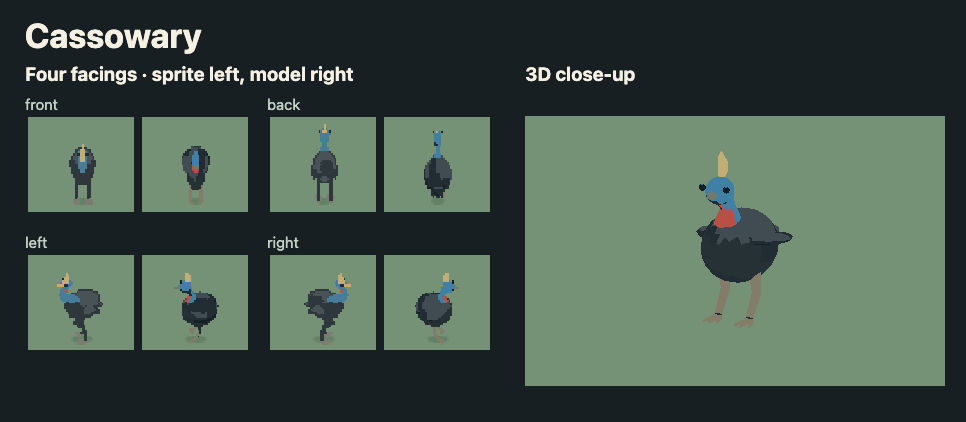 Cassowary
Four facings · sprite left, model right
3D close-up
front
back
left
right